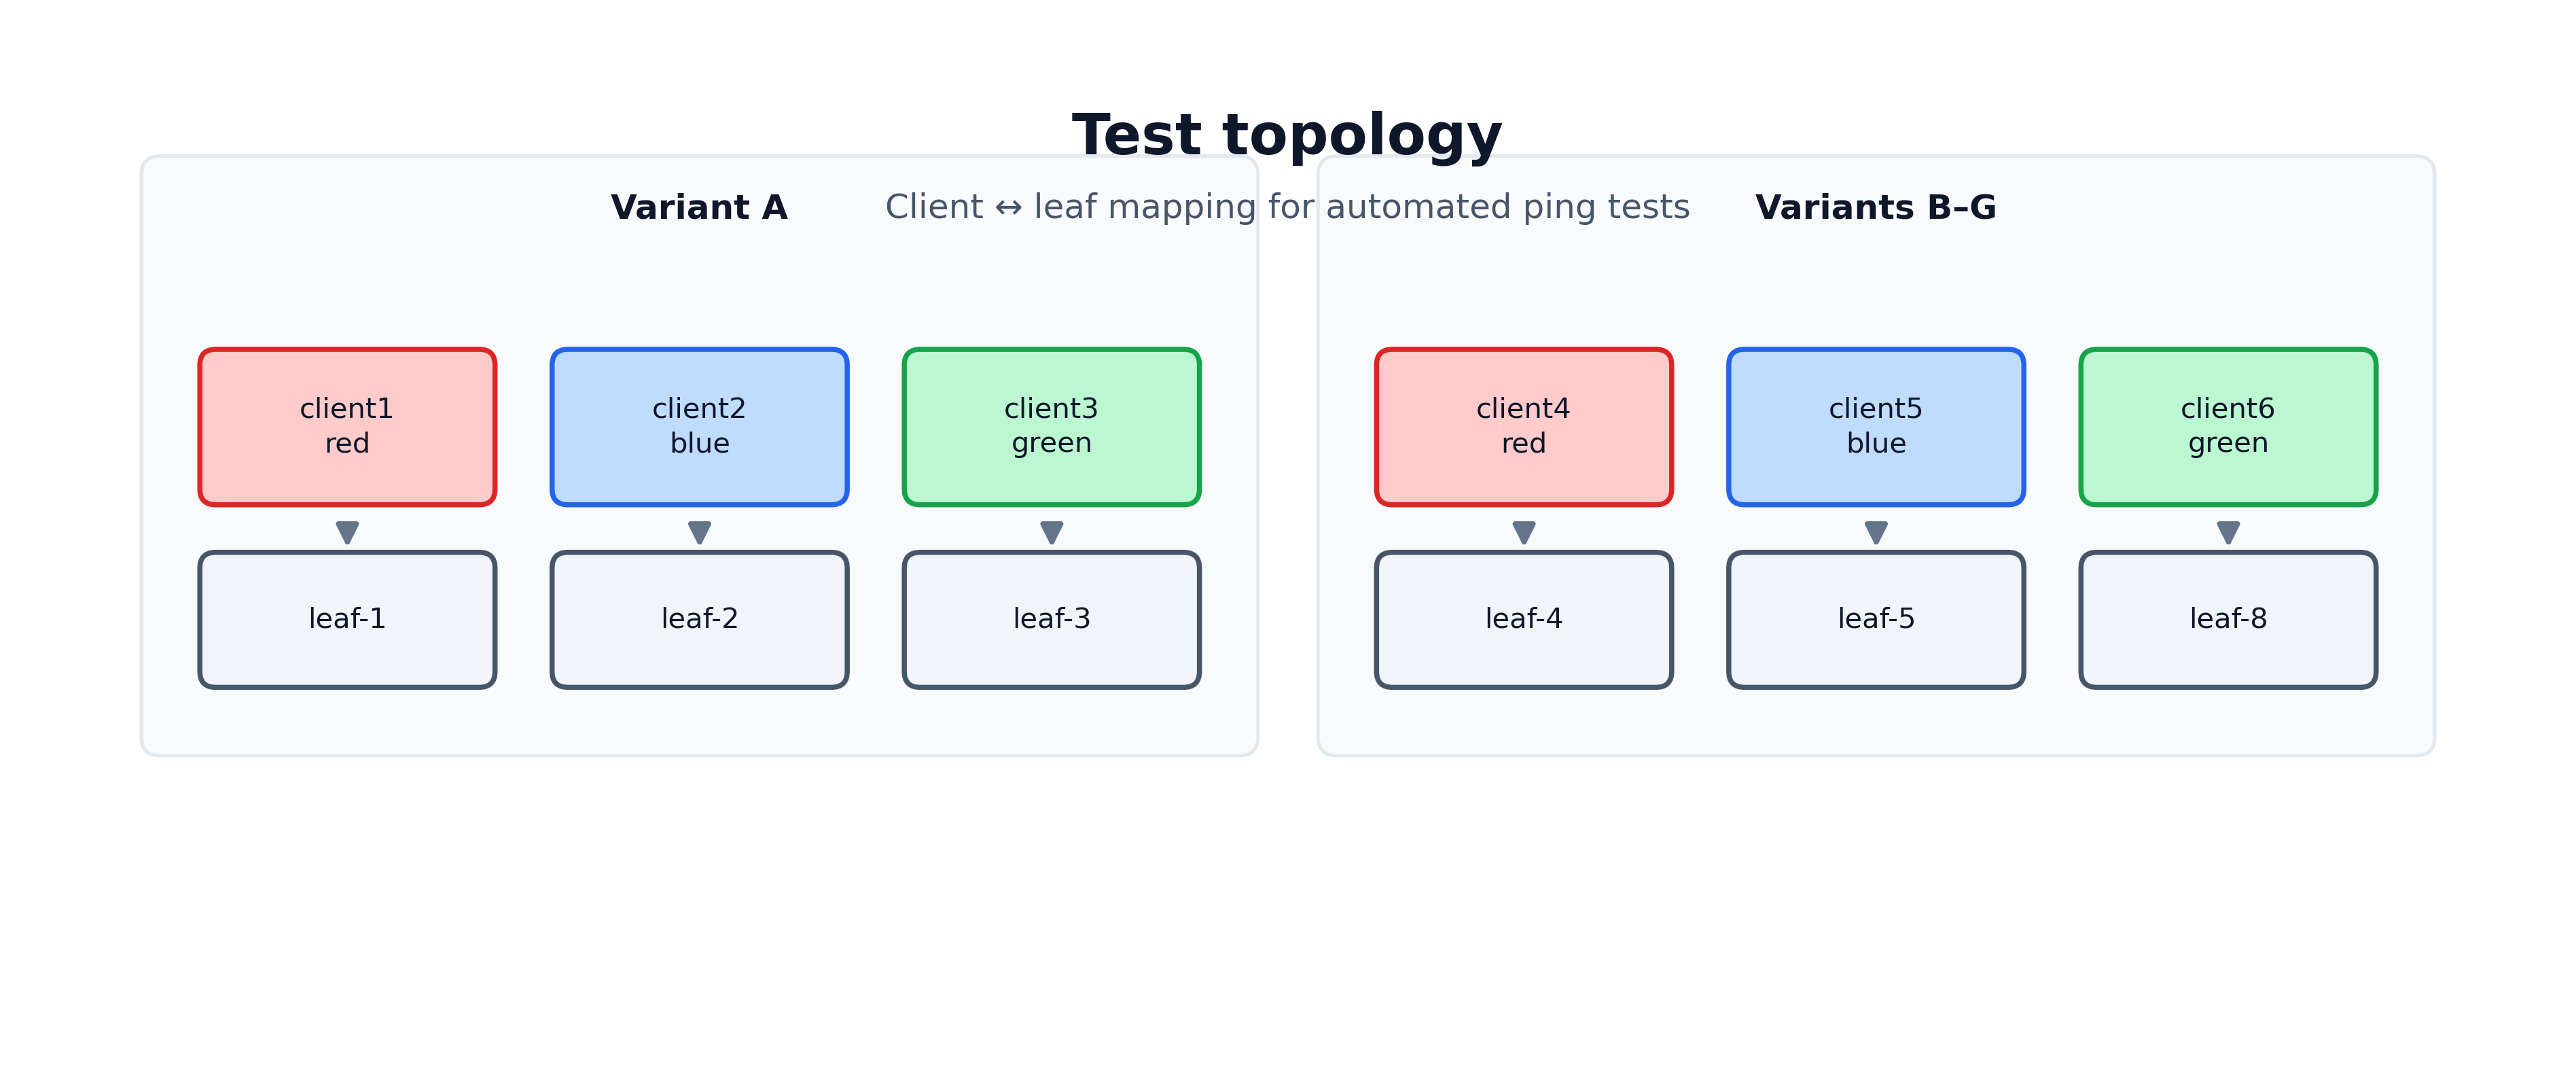 Test topology
Client ↔ leaf mapping for automated ping tests
Variant A
client1
red
client2
blue
client3
green
leaf-1
leaf-2
leaf-3
Variants B–G
client4
red
client5
blue
client6
green
leaf-4
leaf-5
leaf-8